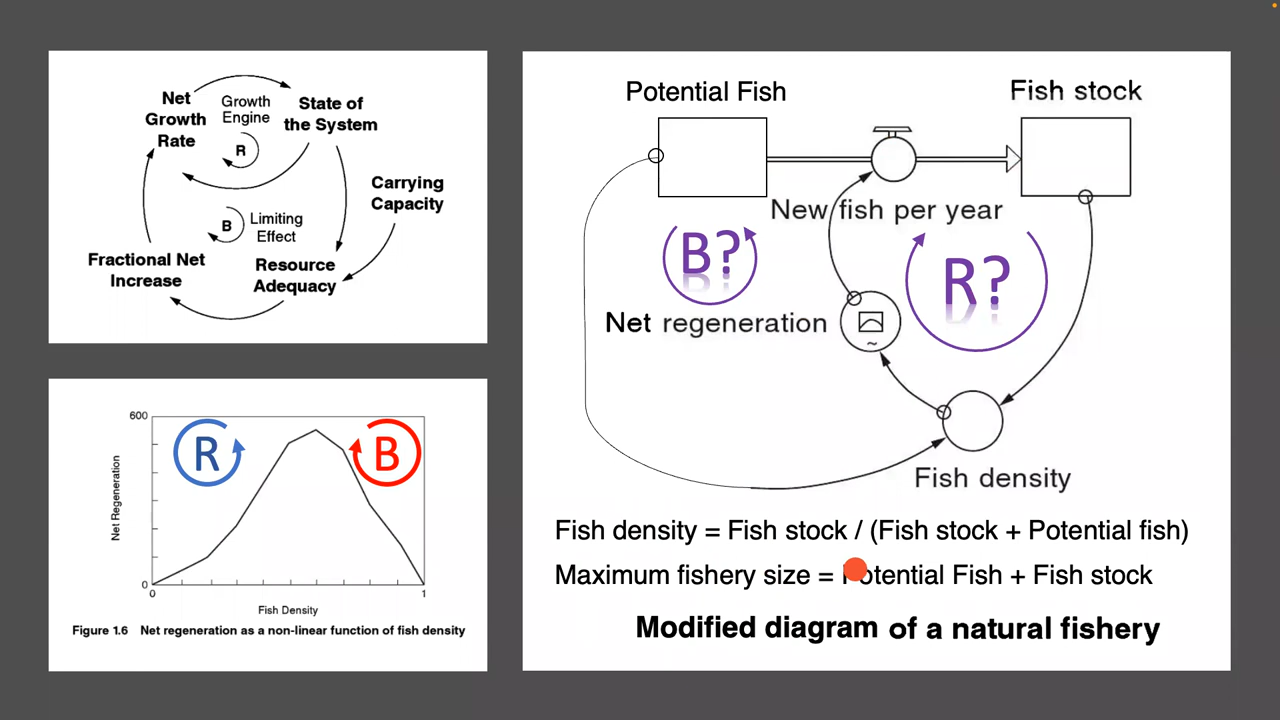 Net
Growth
Rate
Growth
Engine
R
State of
the System
Carrying
Capacity
B
Limiting
Effect
Fractional Net
Increase
Resource
Adequacy
600
R
B
Net Regeneration
0
0
1
Fish Density
Figure 1.6 Net regeneration as a non-linear function of fish density
Potential Fish
Fish stock
New fish per year
B?
R?
Net regeneration
~
Fish density
Fish density = Fish stock / (Fish stock + Potential fish)
Maximum fishery size = Potential Fish + Fish stock
Modified diagram of a natural fishery